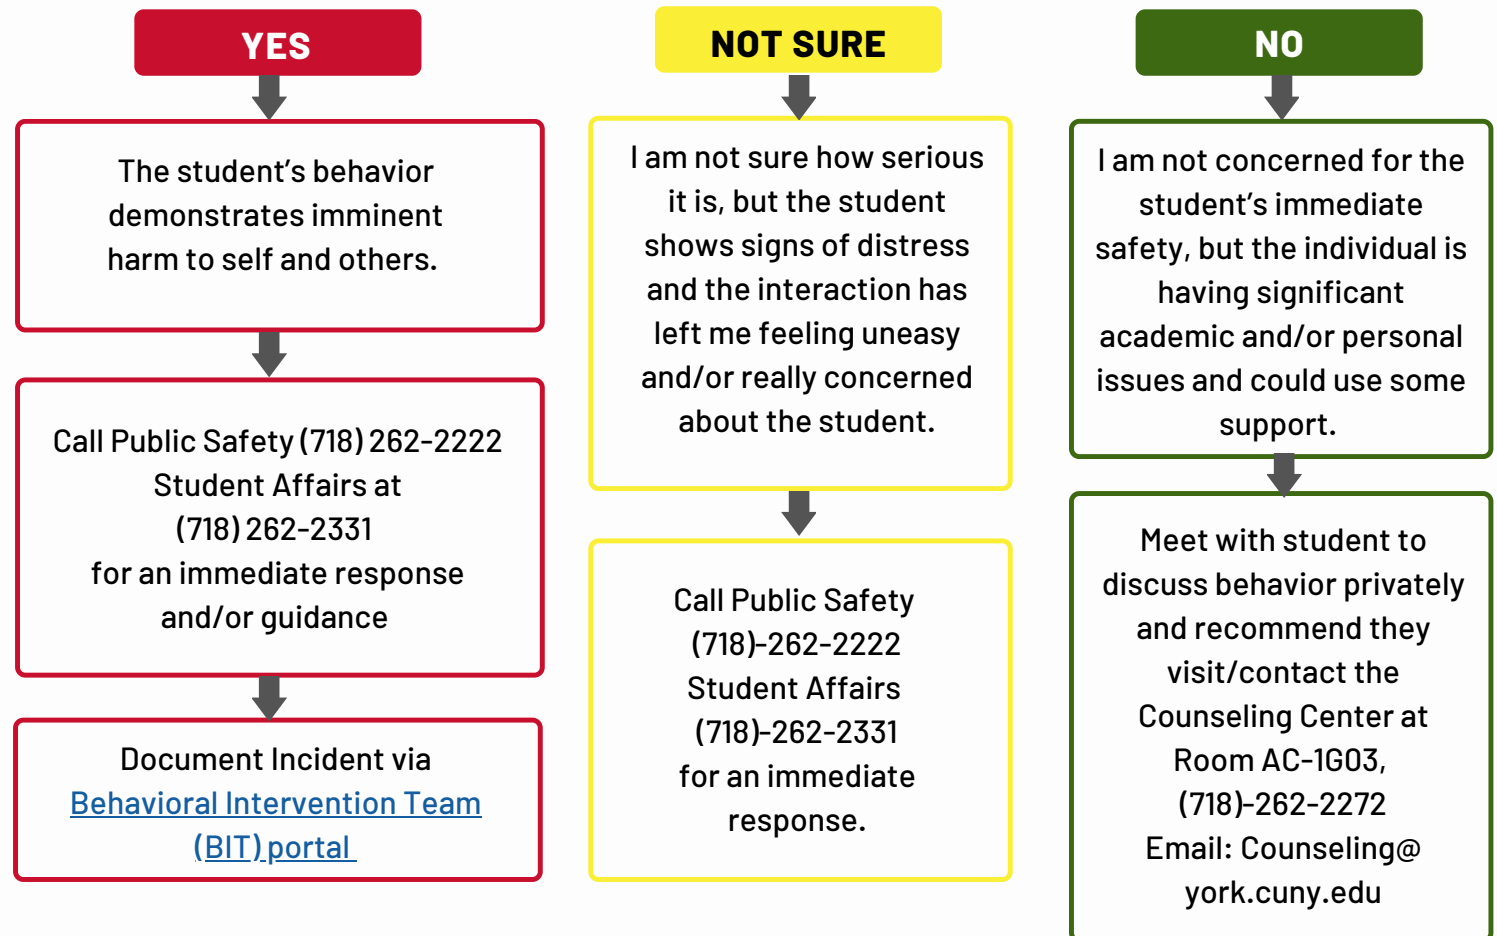 YES
The student's behavior
demonstrates imminent
harm to self and others.
Call Public Safety (718) 262-2222
Student Affairs at
(718) 262-2331
for an immediate response
and/or guidance
Document Incident via
Behavioral Intervention Team
(BIT) portal
NOT SURE
I am not sure how serious
it is, but the student
shows signs of distress
and the interaction has
left me feeling uneasy
and/or really concerned
about the student.
Call Public Safety
(718)-262-2222
Student Affairs
(718)-262-2331
for an immediate
response.
NO
I am not concerned for the
student's immediate
safety, but the individual is
having significant
academic and/or personal
issues and could use some
support.
Meet with student to
discuss behavior privately
and recommend they
visit/contact the
Counseling Center at
Room AC-1G03,
(718)-262-2272
Email: Counseling@
york.cuny.edu